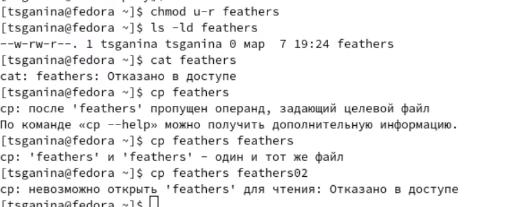 [tsganina@fedora ~]$ chmod u-r feathers
[tsganina@fedora ~]$ ls -ld feathers
--w-rw-r--. 1 tsganina tsganina 0 мар  7 19:24 feathers
[tsganina@fedora ~]$ cat feathers
cat: feathers: Отказано в доступе
[tsganina@fedora ~]$ cp feathers
cp: после 'feathers' пропущен операнд, задающий целевой файл
По команде «cp --help» можно получить дополнительную информацию.
[tsganina@fedora ~]$ cp feathers feathers
cp: 'feathers' и 'feathers' - один и тот же файл
[tsganina@fedora ~]$ cp feathers feathers02
cp: невозможно открыть 'feathers' для чтения: Отказано в доступе
[tsganina@fedora ~]$